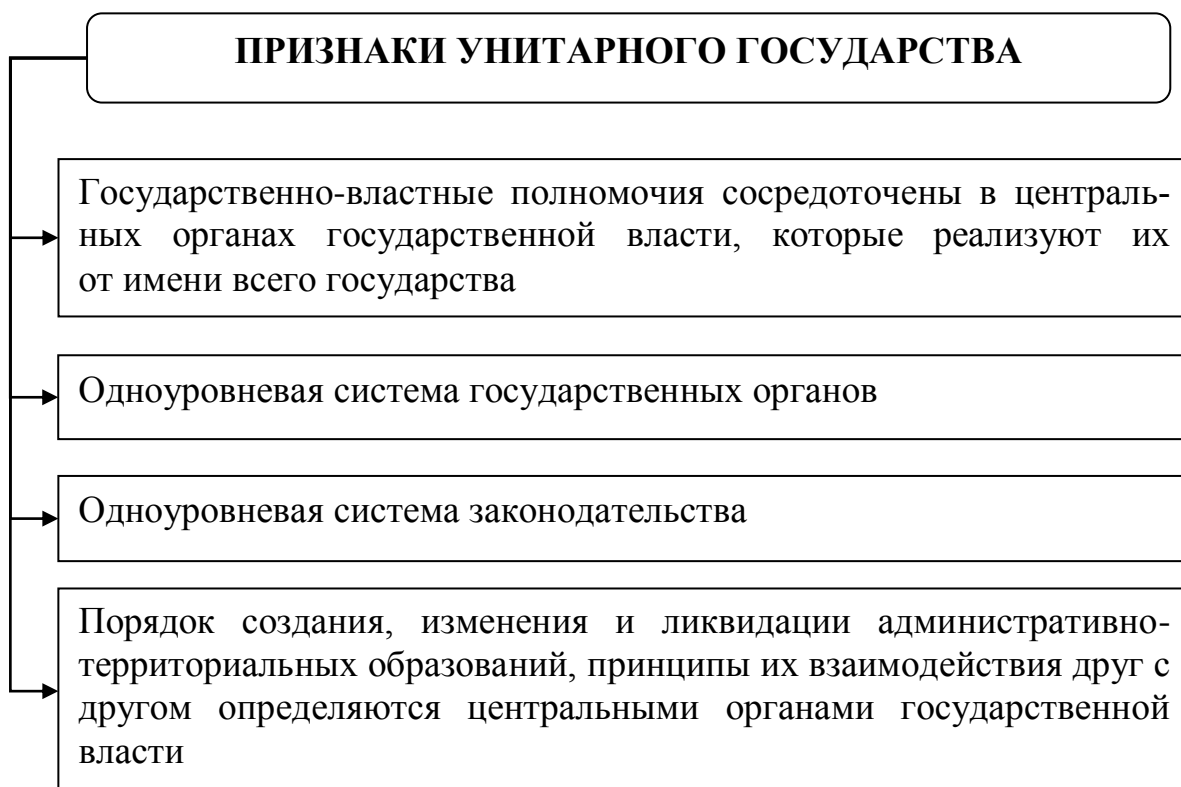 ПРИЗНАКИ УНИТАРНОГО ГОСУДАРСТВА
Государственно-властные полномочия сосредоточены в централь-
ных органах государственной власти, которые реализуют их
от имени всего государства
Одноуровневая система государственных органов
Одноуровневая система законодательства
Порядок создания, изменения и ликвидации административно-
территориальных образований, принципы их взаимодействия друг с
другом определяются центральными органами государственной
власти